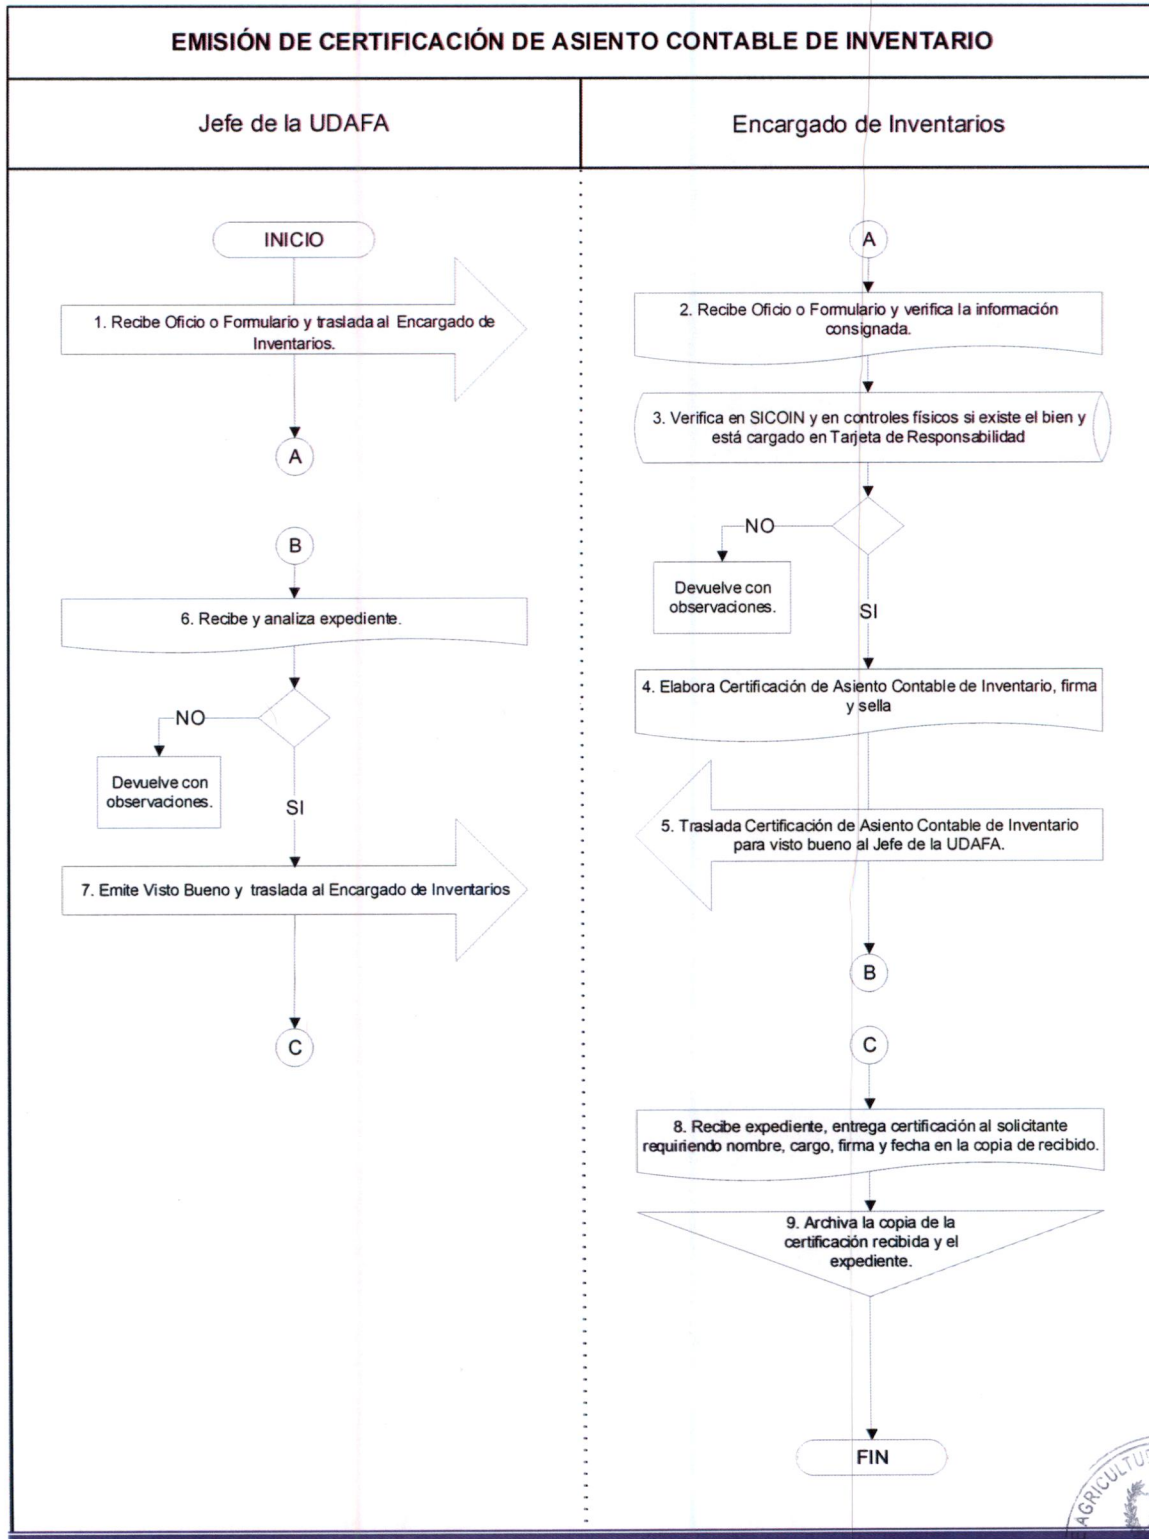 EMISIÓN DE CERTIFICACIÓN DE ASIENTO CONTABLE DE INVENTARIO
Jefe de la UDAFA
Encargado de Inventarios
INICIO
1. Recibe Oficio o Formulario y traslada al Encargado de
Inventarios.
A
B
6. Recibe y analiza expediente.
NO
Devuelve con
observaciones.
SI
7. Emite Visto Bueno y traslada al Encargado de Inventarios
C
A
2. Recibe Oficio o Formulario y verifica la información
consignada.
3. Verifica en SICOIN y en controles físicos si existe el bien y
está cargado en Tarjeta de Responsabilidad
NO
Devuelve con
observaciones.
SI
4. Elabora Certificación de Asiento Contable de Inventario, firma
y sella
5. Traslada Certificación de Asiento Contable de Inventario
para visto bueno al Jefe de la UDAFA.
B
C
8. Recibe expediente, entrega certificación al solicitante
requiriendo nombre, cargo, firma y fecha en la copia de recibido.
9. Archiva la copia de la
certificación recibida y el
expediente.
FIN